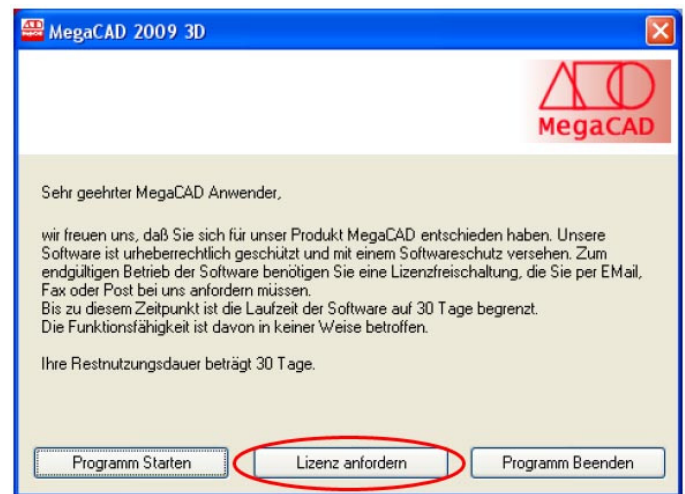 MegaCAD 2009 3D
MegaCAD
Sehr geehrter MegaCAD Anwender,
wir freuen uns, daß Sie sich für unser Produkt MegaCAD entschieden haben. Unsere
Software ist urheberrechtlich geschützt und mit einem Softwareschutz versehen. Zum
endgültigen Betrieb der Software benötigen Sie eine Lizenzfreischaltung, die Sie per EMail,
Fax oder Post bei uns anfordern müssen.
Bis zu diesem Zeitpunkt ist die Laufzeit der Software auf 30 Tage begrenzt.
Die Funktionsfähigkeit ist davon in keiner Weise betroffen.
Ihre Restnutzungsdauer beträgt 30 Tage.
Programm Starten
Lizenz anfordern
Programm Beenden